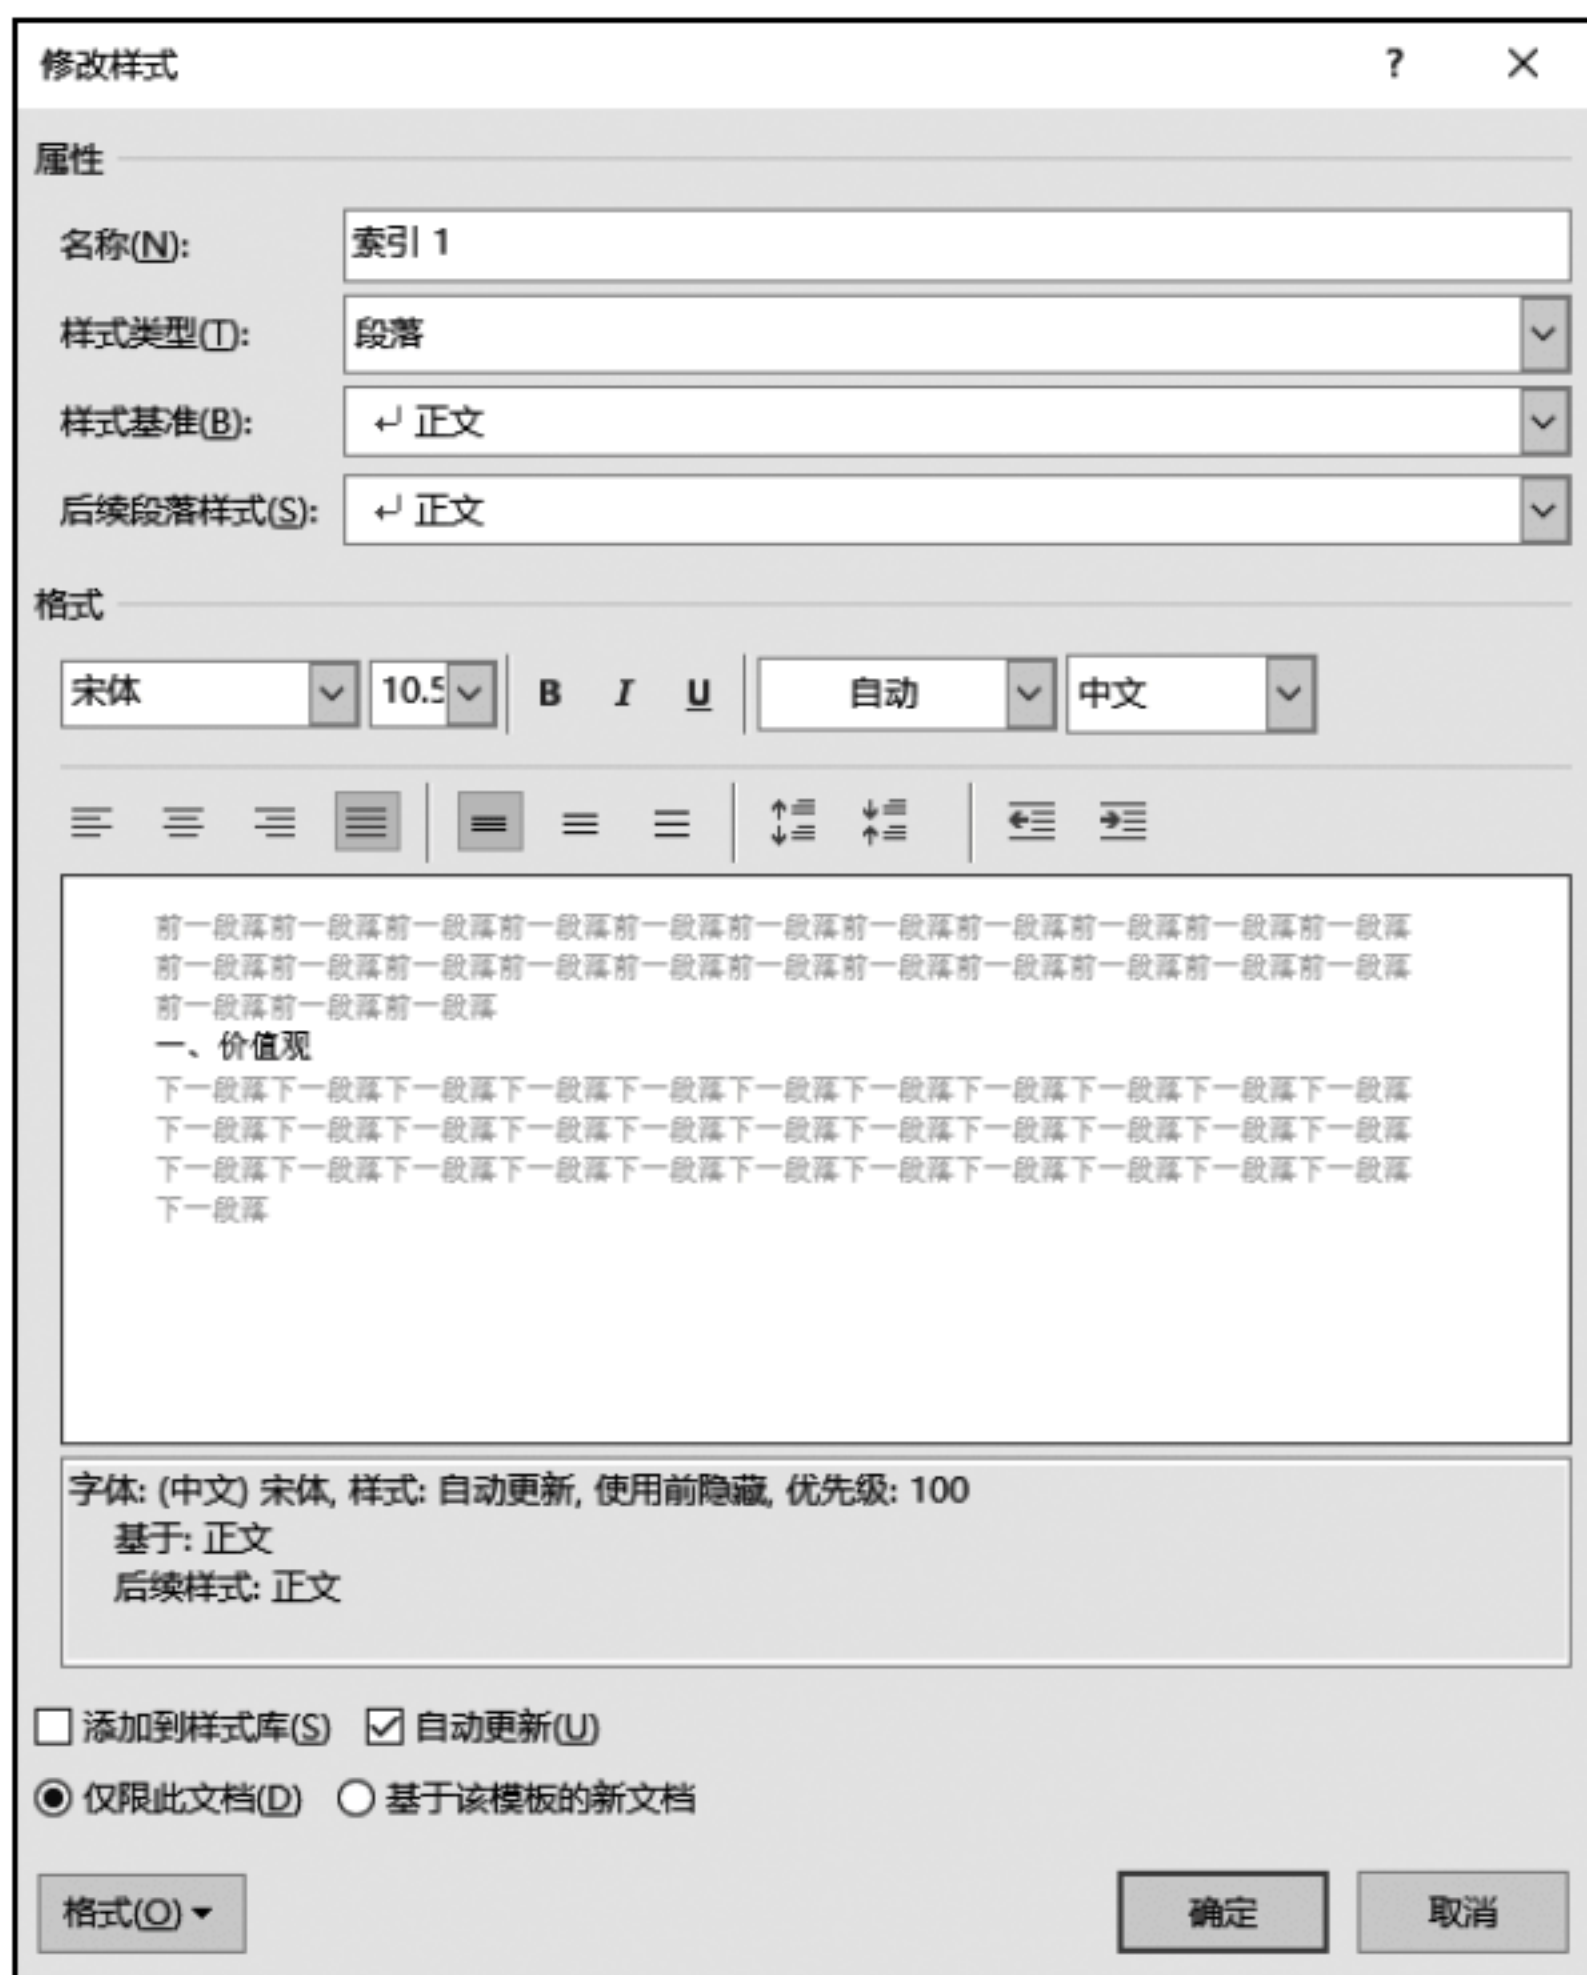 修改样式 ? ×
属性
名称(N): 索引 1
样式类型(T): 段落
样式基准(B): ↵ 正文
后续段落样式(S): ↵ 正文
格式
宋体 10.5 B I U 自动 中文
前一段落前一段落前一段落前一段落前一段落前一段落前一段落前一段落前一段落前一段落前一段落
前一段落前一段落前一段落前一段落前一段落前一段落前一段落前一段落前一段落前一段落前一段落
前一段落前一段落前一段落
一、价值观
下一段落下一段落下一段落下一段落下一段落下一段落下一段落下一段落下一段落下一段落下一段落
下一段落下一段落下一段落下一段落下一段落下一段落下一段落下一段落下一段落下一段落下一段落
下一段落下一段落下一段落下一段落下一段落下一段落下一段落下一段落下一段落下一段落下一段落
下一段落
字体: (中文) 宋体, 样式: 自动更新, 使用前隐藏, 优先级: 100
基于: 正文
后续样式: 正文
添加到样式库(S) 自动更新(U)
仅限此文档(D) 基于该模板的新文档
格式(O) 确定 取消